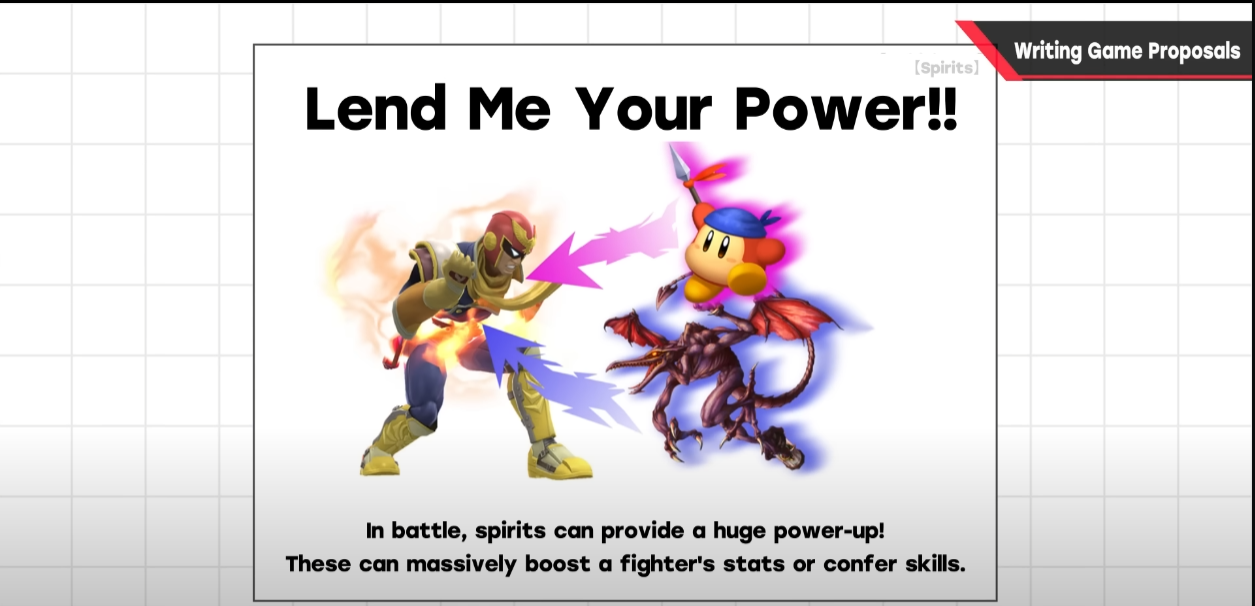 Writing Game Proposals
[Spirits]
Lend Me Your Power!!
In battle, spirits can provide a huge power-up!
These can massively boost a fighter's stats or confer skills.